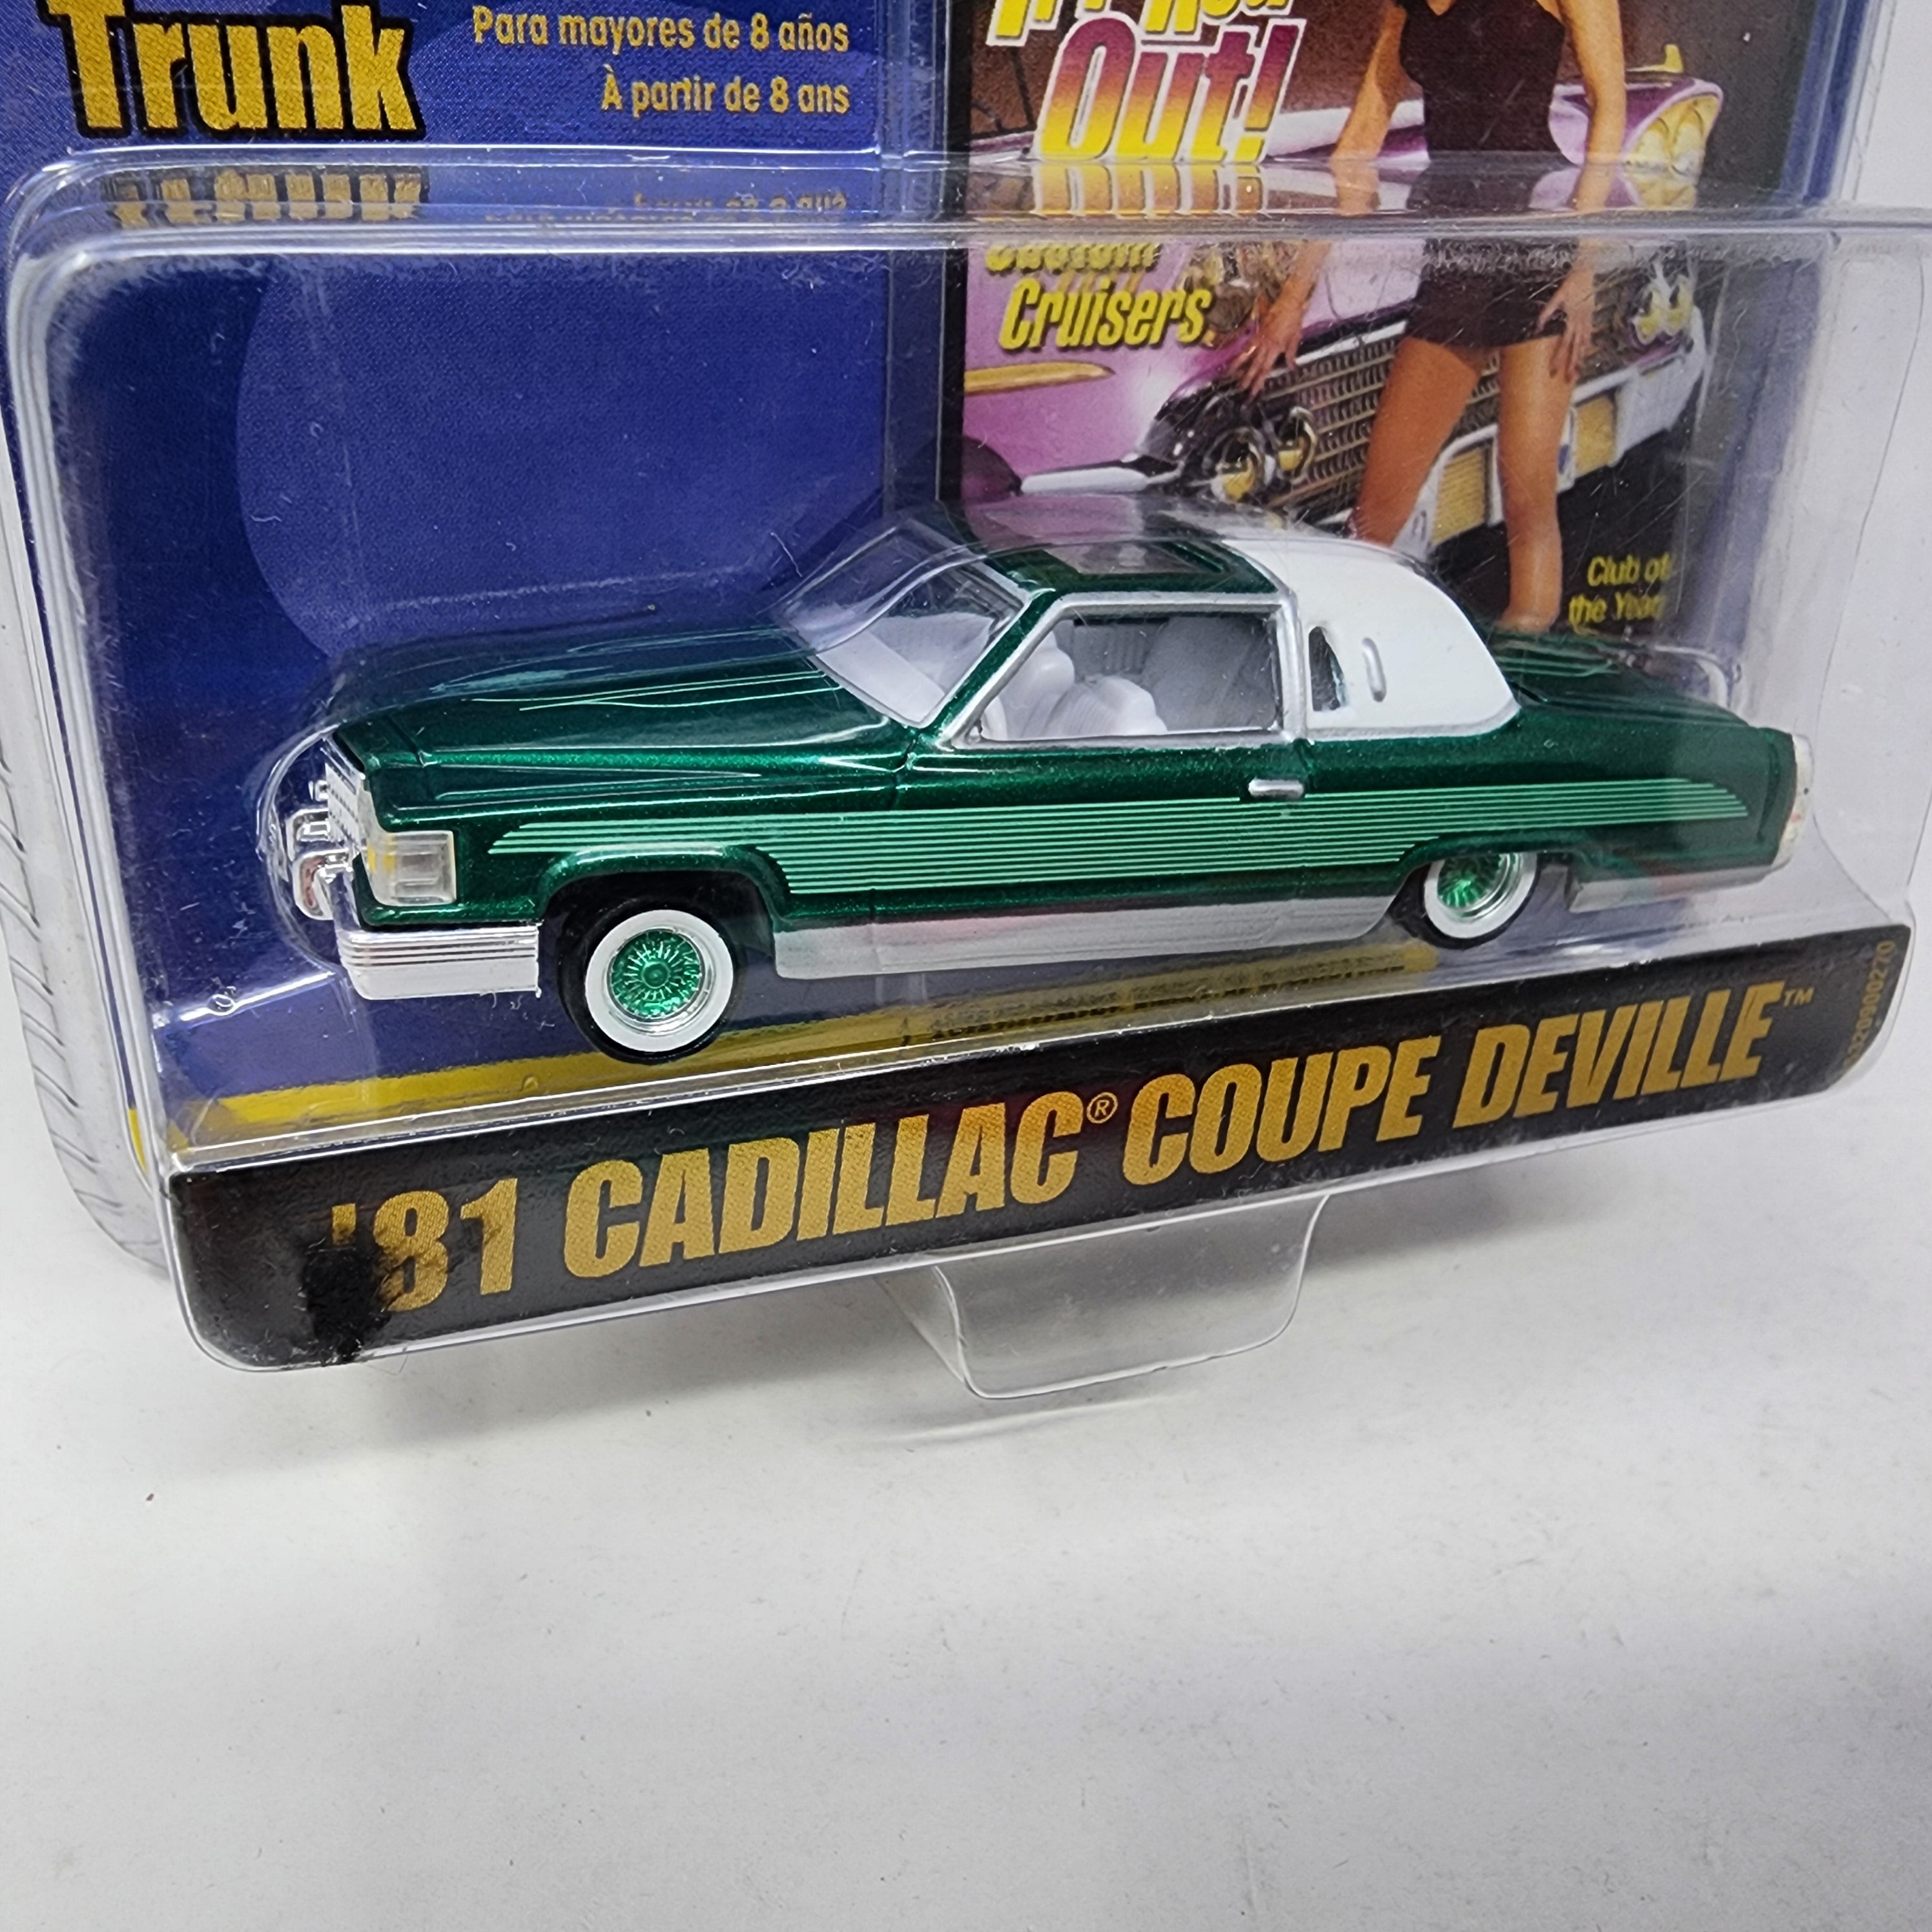 Trunk
Para mayores de 8 años
À partir de 8 ans
Out!
Custom
Cruisers
Club of
the Year
'81 CADILLAC® COUPE DEVILLE™